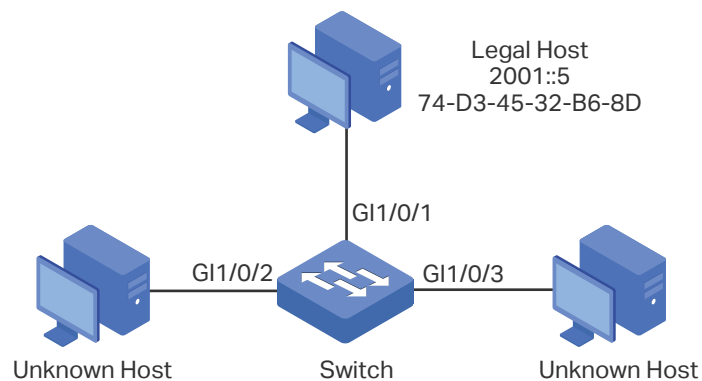 Legal Host
2001::5
74-D3-45-32-B6-8D
GI1/0/1
GI1/0/2
GI1/0/3
Unknown Host
Switch
Unknown Host